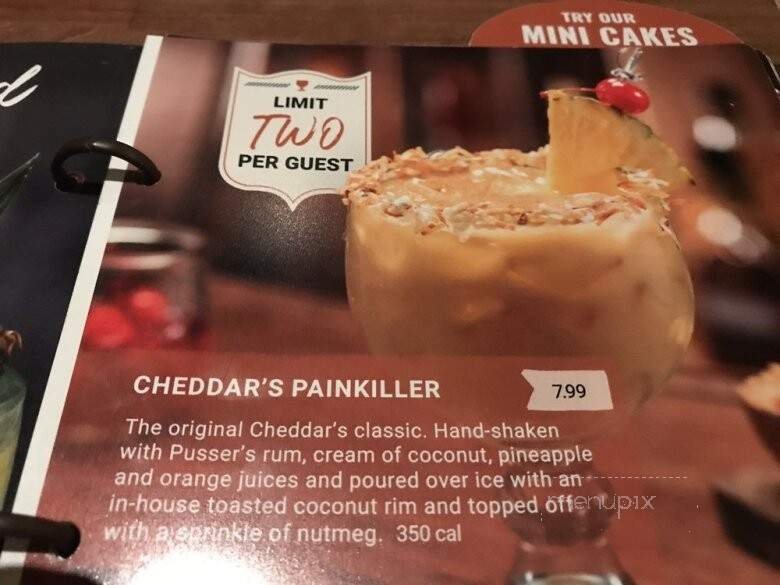 TRY OUR
MINI CAKES
LIMIT
TWO
PER GUEST
CHEDDAR'S PAINKILLER
7.99
The original Cheddar's classic. Hand-shaken
with Pusser's rum, cream of coconut, pineapple
and orange juices and poured over ice with an
in-house toasted coconut rim and topped off
with a sprinkle of nutmeg. 350 cal
menupix